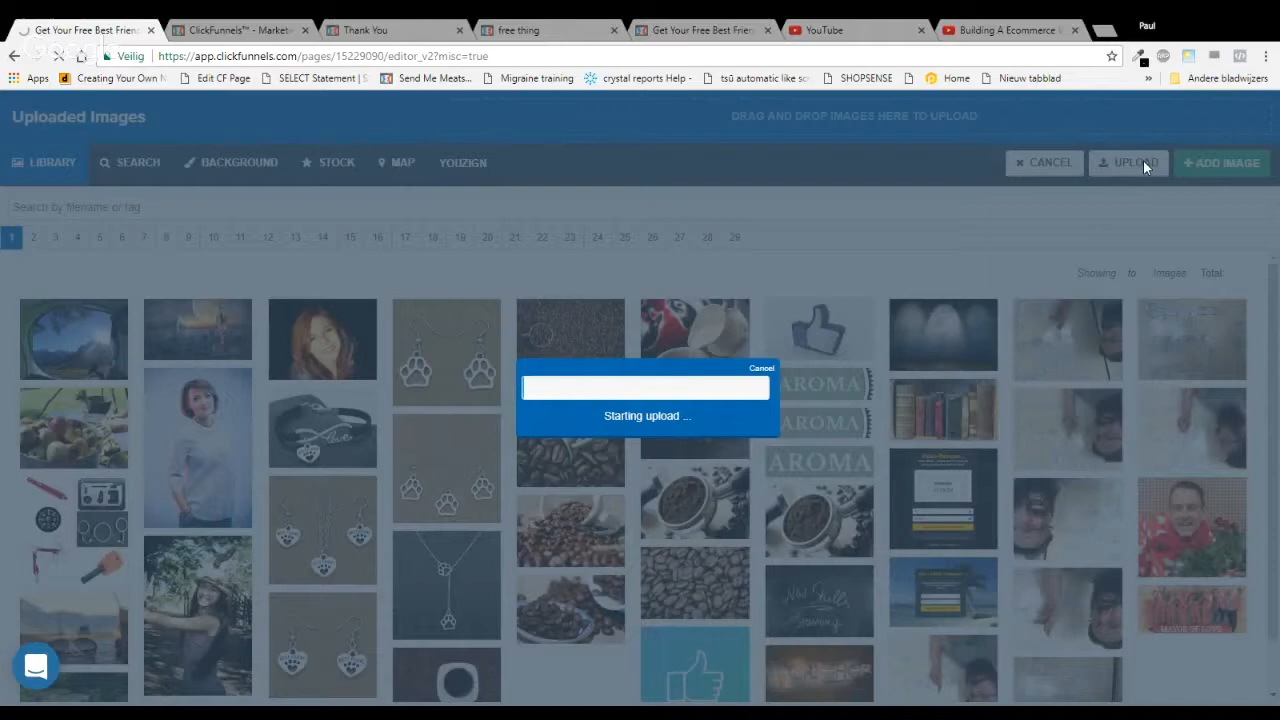 Get Your Free Best Frien
ClickFunnels™ - Market
Thank You
free thing
Get Your Free Best Frien
YouTube
Building A Ecommerce
Paul
Veilig
https://app.clickfunnels.com/pages/15229090/editor_v2?misc=true
Apps
Creating Your Own
Edit CF Page
SELECT Statement |
Send Me Meats...
Migraine training
crystal reports Help -
sû automatic like sc
SHOPSENSE
Home
Nieuw tabblad
»
Andere bladwijzers
Uploaded Images
DRAG AND DROP IMAGES HERE TO UPLOAD
LIBRARY
SEARCH
BACKGROUND
STOCK
MAP
YOUZIGN
CANCEL
UPLOAD
+ ADD IMAGE
Search by filename or tag
1 2 3 4 5 6 7 8 9 10 11 12 13 14 15 16 17 18 19 20 21 22 23 24 25 26 27 28 29
Showing to Images Total:
Cancel
Starting upload ...
AROMA
AROMA
AROMA
love
MAYOR OF LOVE